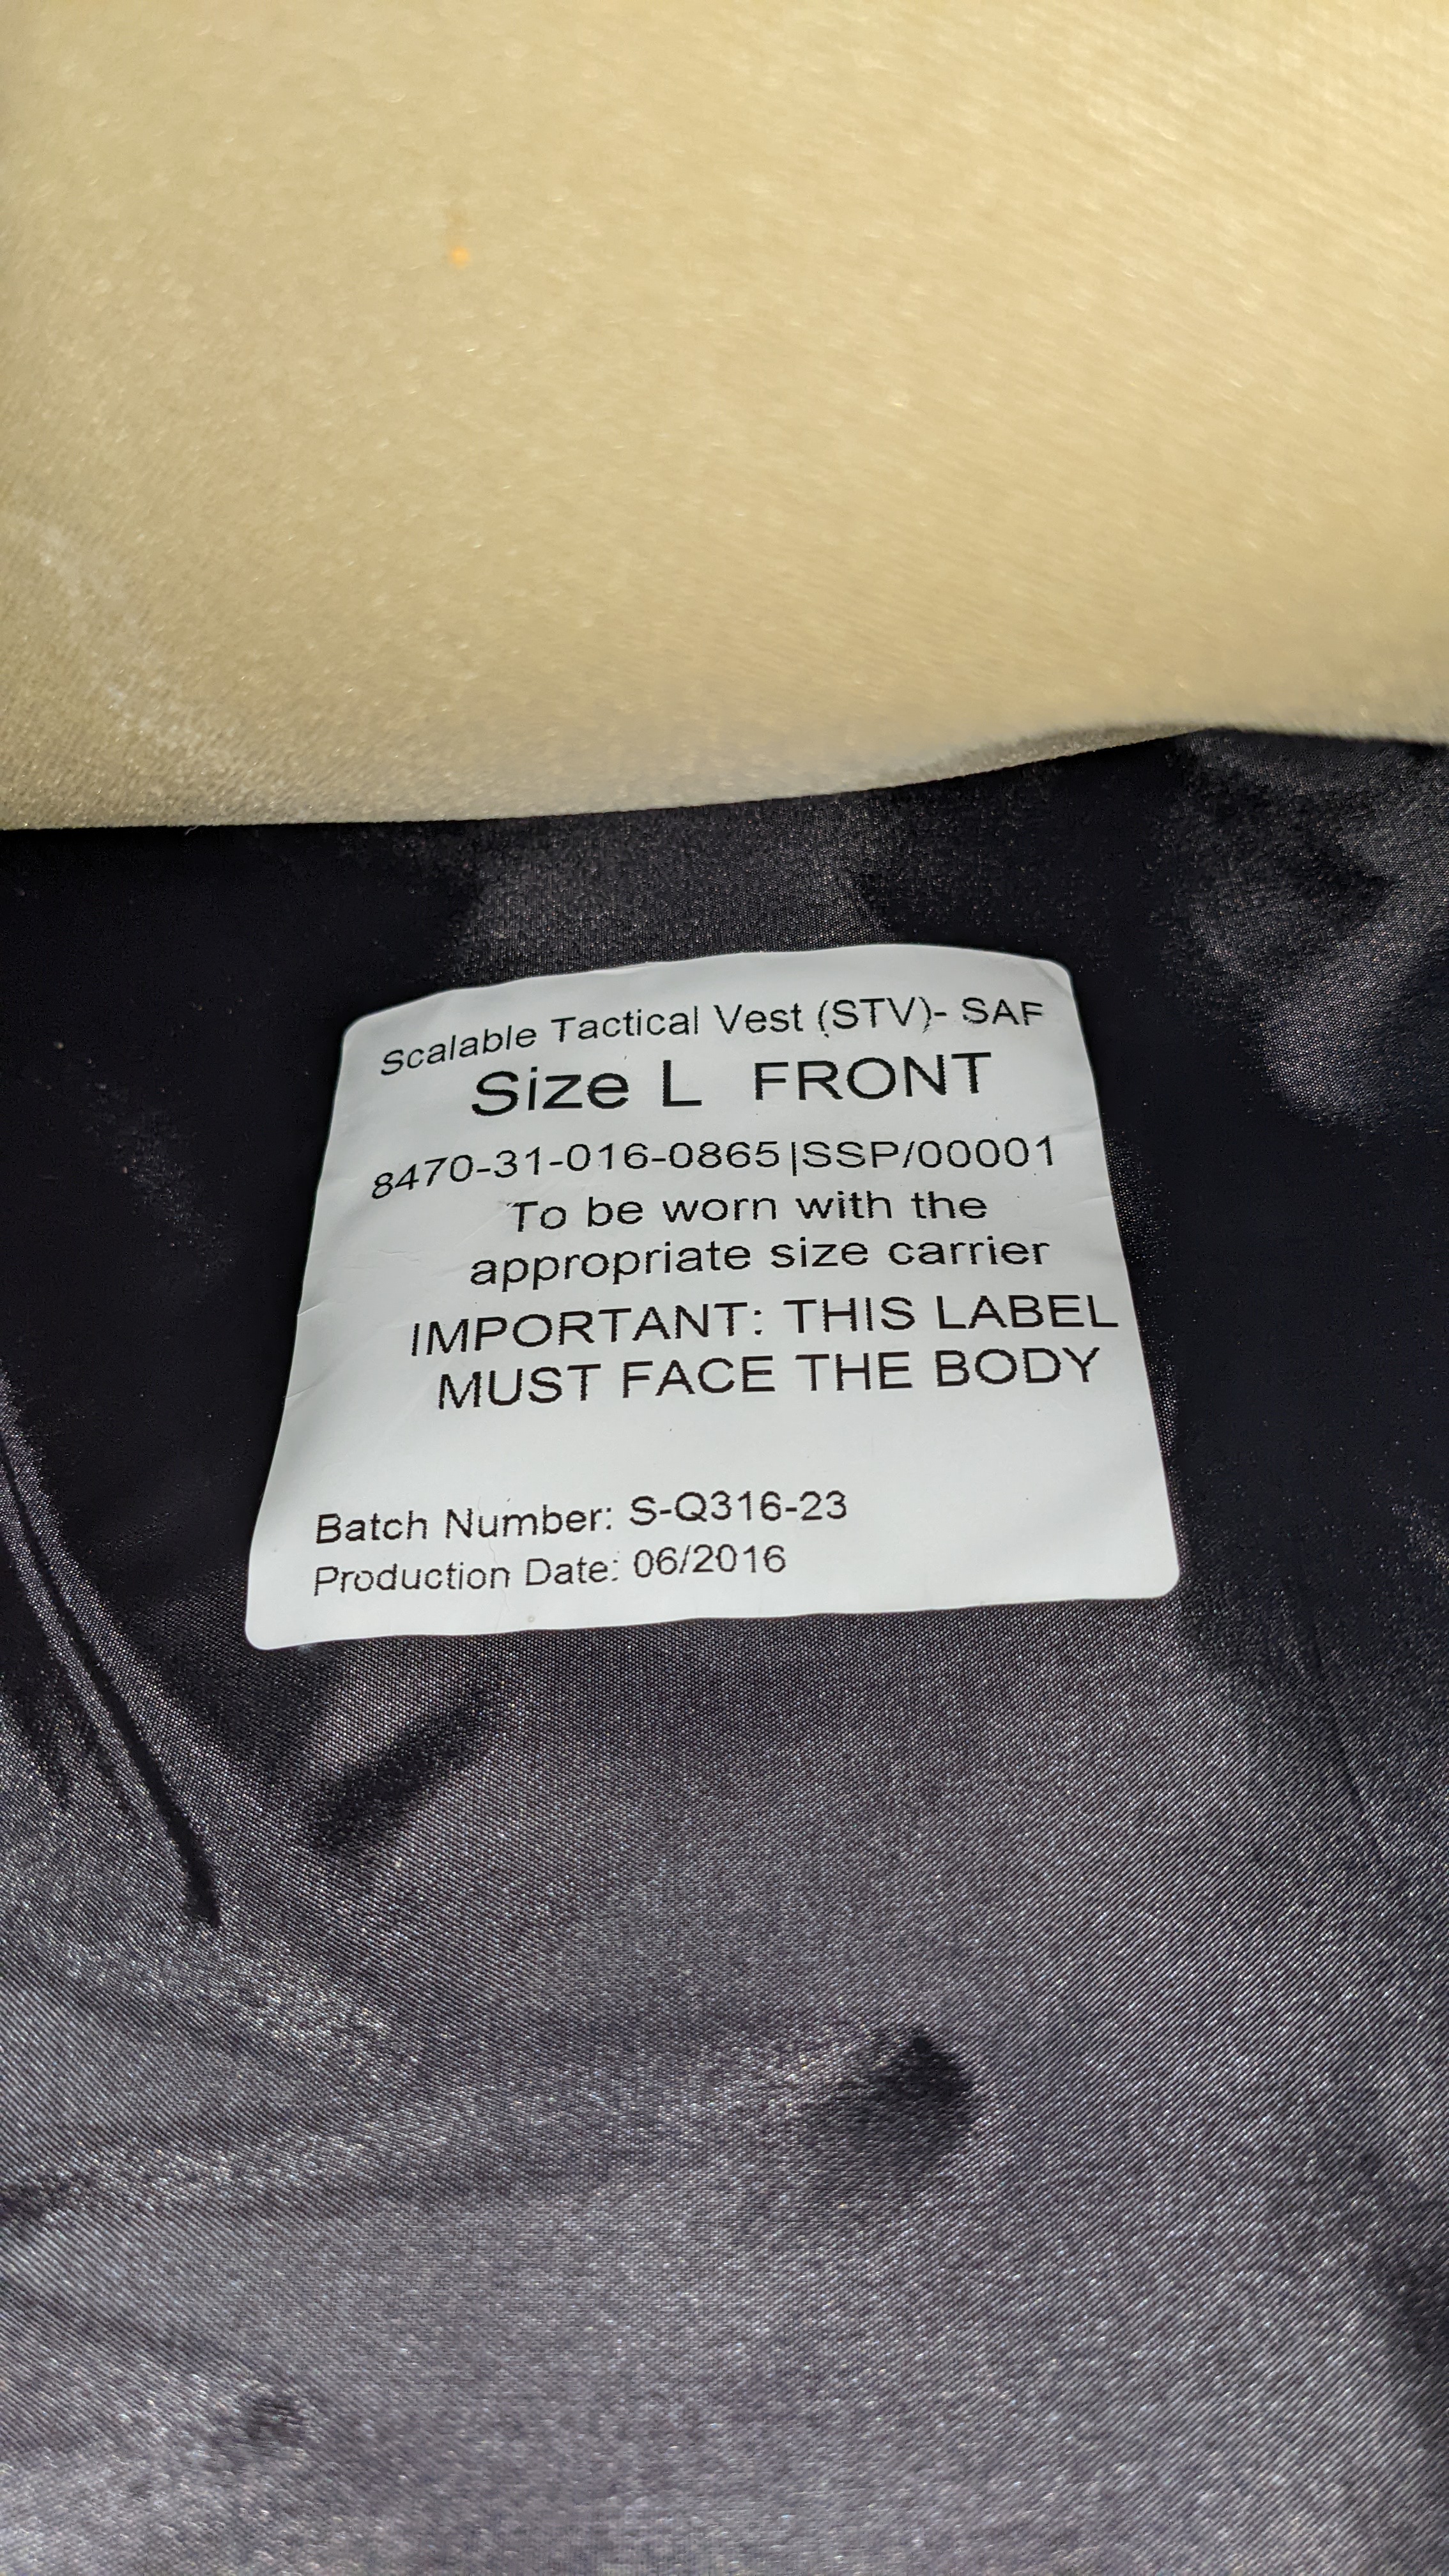 Scalable Tactical Vest (STV)- SAF
Size L FRONT
8470-31-016-0865|SSP/00001
To be worn with the
appropriate size carrier
IMPORTANT: THIS LABEL
MUST FACE THE BODY
Batch Number: S-Q316-23
Production Date: 06/2016